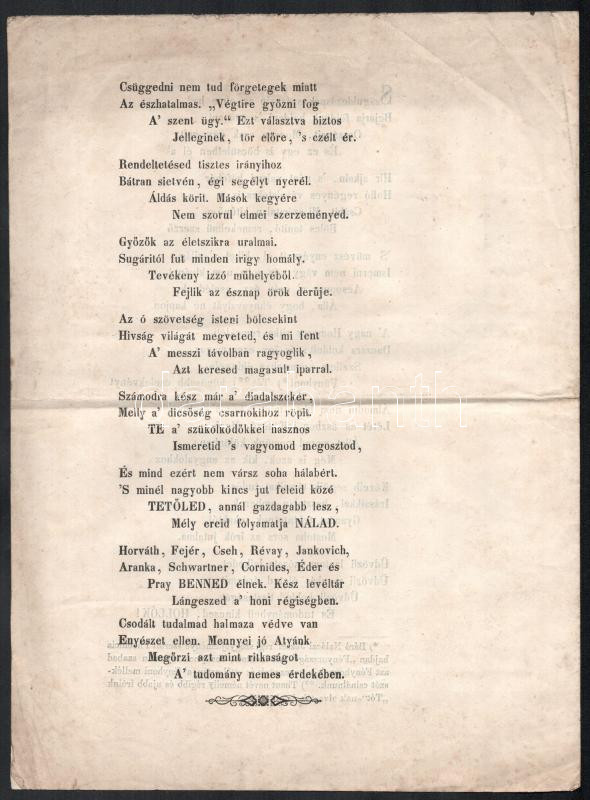 Csüggedni nem tud förgetegek miatt
Az észhatalmas. „Végtire győzni fog
A' szent ügy.“ Ezt választva biztos
Jelleginek, tör előre, 's czélt ér.
Rendeltetésed tisztes irányihoz
Bátran sietvén, égi segélyt nyerél.
Áldás körit. Mások kegyére
Nem szorul elmei szerzeményed.
Győzők az életszikra uralmai.
Sugáritól fut minden irigy homály.
Tevékeny izzó műhelyéből
Fejlik az észnap örök derűje.
Az ó szövetség isteni bölcsekint
Hivság világát megveted, és mi fent
A' messzi távolban ragyoglik,
Azt keresed magasult iparral.
Számodra kész már a' diadalszeker,
Melly a' dicsőség csarnokihoz röpit.
TE a' szükölködőkkel hasznos
Ismeretid 's vagyomod megosztod,
És mind ezért nem vársz soha hálabért.
'S minél nagyobb kincs jut feleid közé
TETŐLED, annál gazdagabb lesz,
Mély ereid folyamatja NÁLAD.
Horváth, Fejér, Cseh, Révay, Jankovich,
Aranka, Schwartner, Cornides, Éder és
Pray BENNED élnek. Kész levéltár
Lángeszed a' honi régiségben.
Csodált tudalmad halmaza védve van
Enyészet ellen. Mennyei jó Atyánk
Megőrzi azt mint ritkaságot
A' tudomány nemes érdekében.